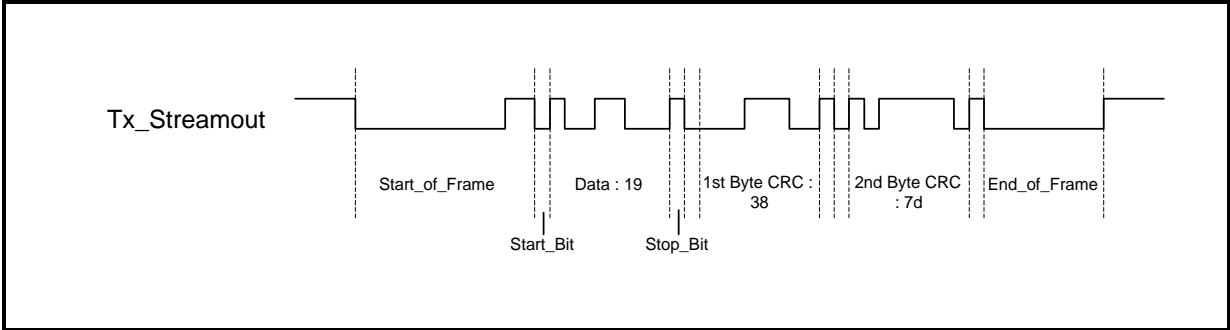 Tx_Streamout
Start_of_Frame
Data : 19
1st Byte CRC :
38
2nd Byte CRC
: 7d
End_of_Frame
Start_Bit
Stop_Bit